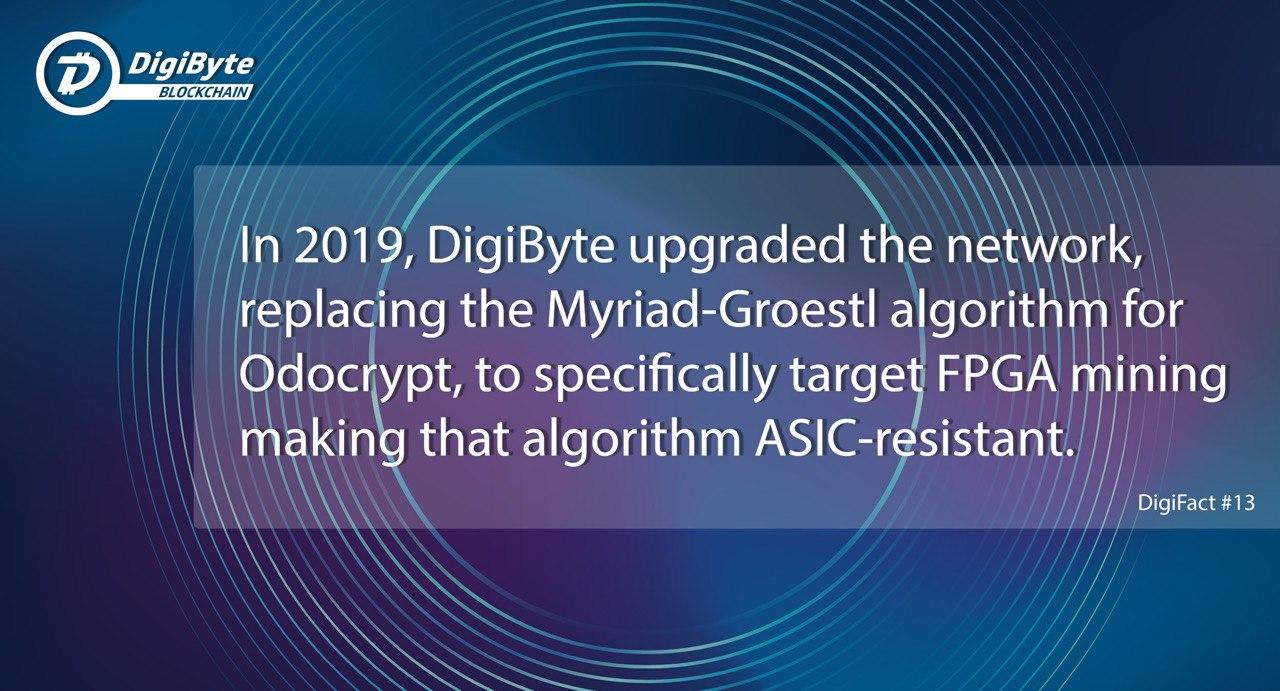 DigiByte
BLOCKCHAIN
In 2019, DigiByte upgraded the network,
replacing the Myriad-Groestl algorithm for
Odocrypt, to specifically target FPGA mining
making that algorithm ASIC-resistant.
DigiFact #13